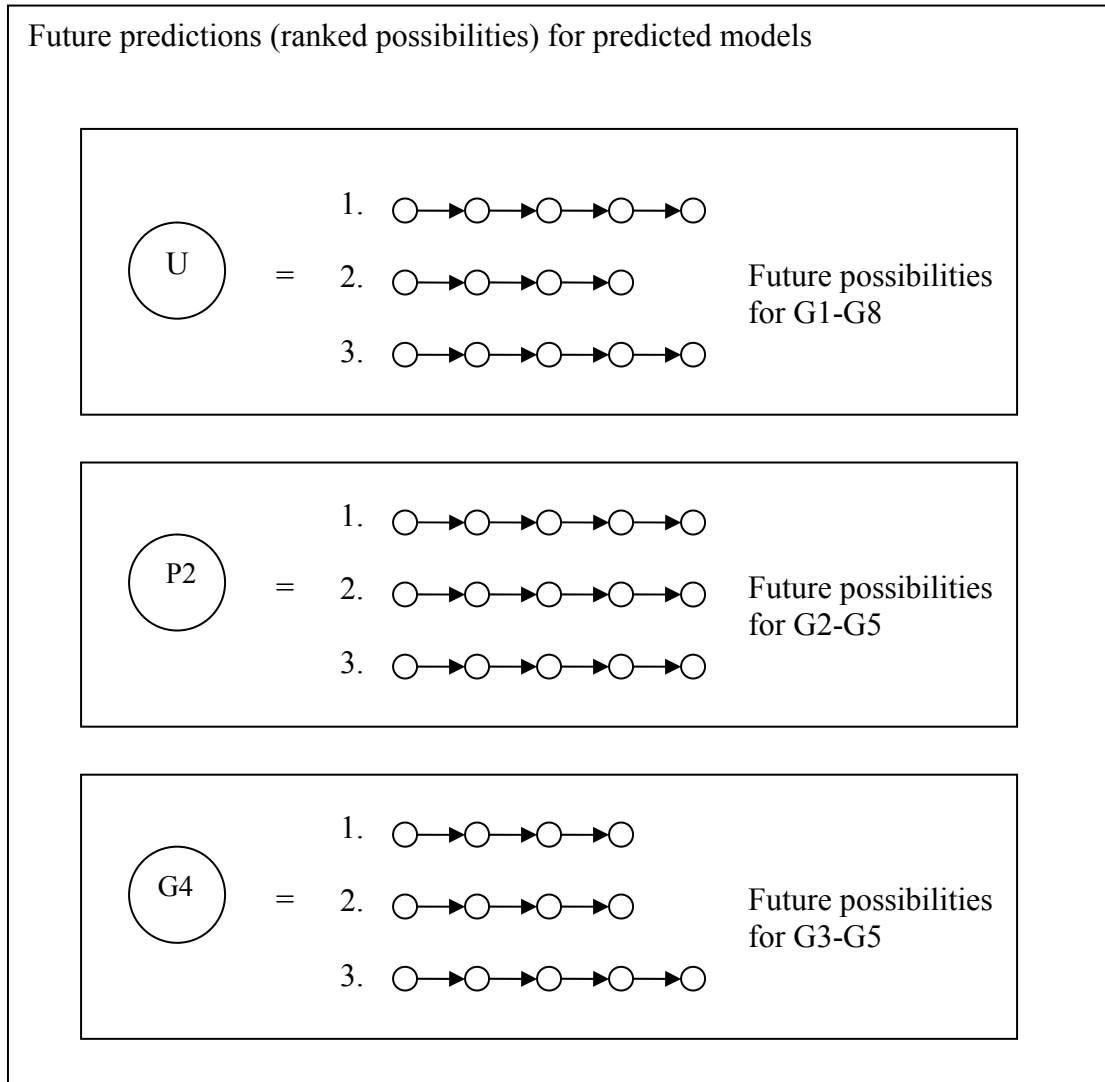 Future predictions (ranked possibilities) for predicted models
1.
U = 2. Future possibilities
for G1-G8
3.
1.
P2 = 2. Future possibilities
for G2-G5
3.
1.
G4 = 2. Future possibilities
for G3-G5
3.